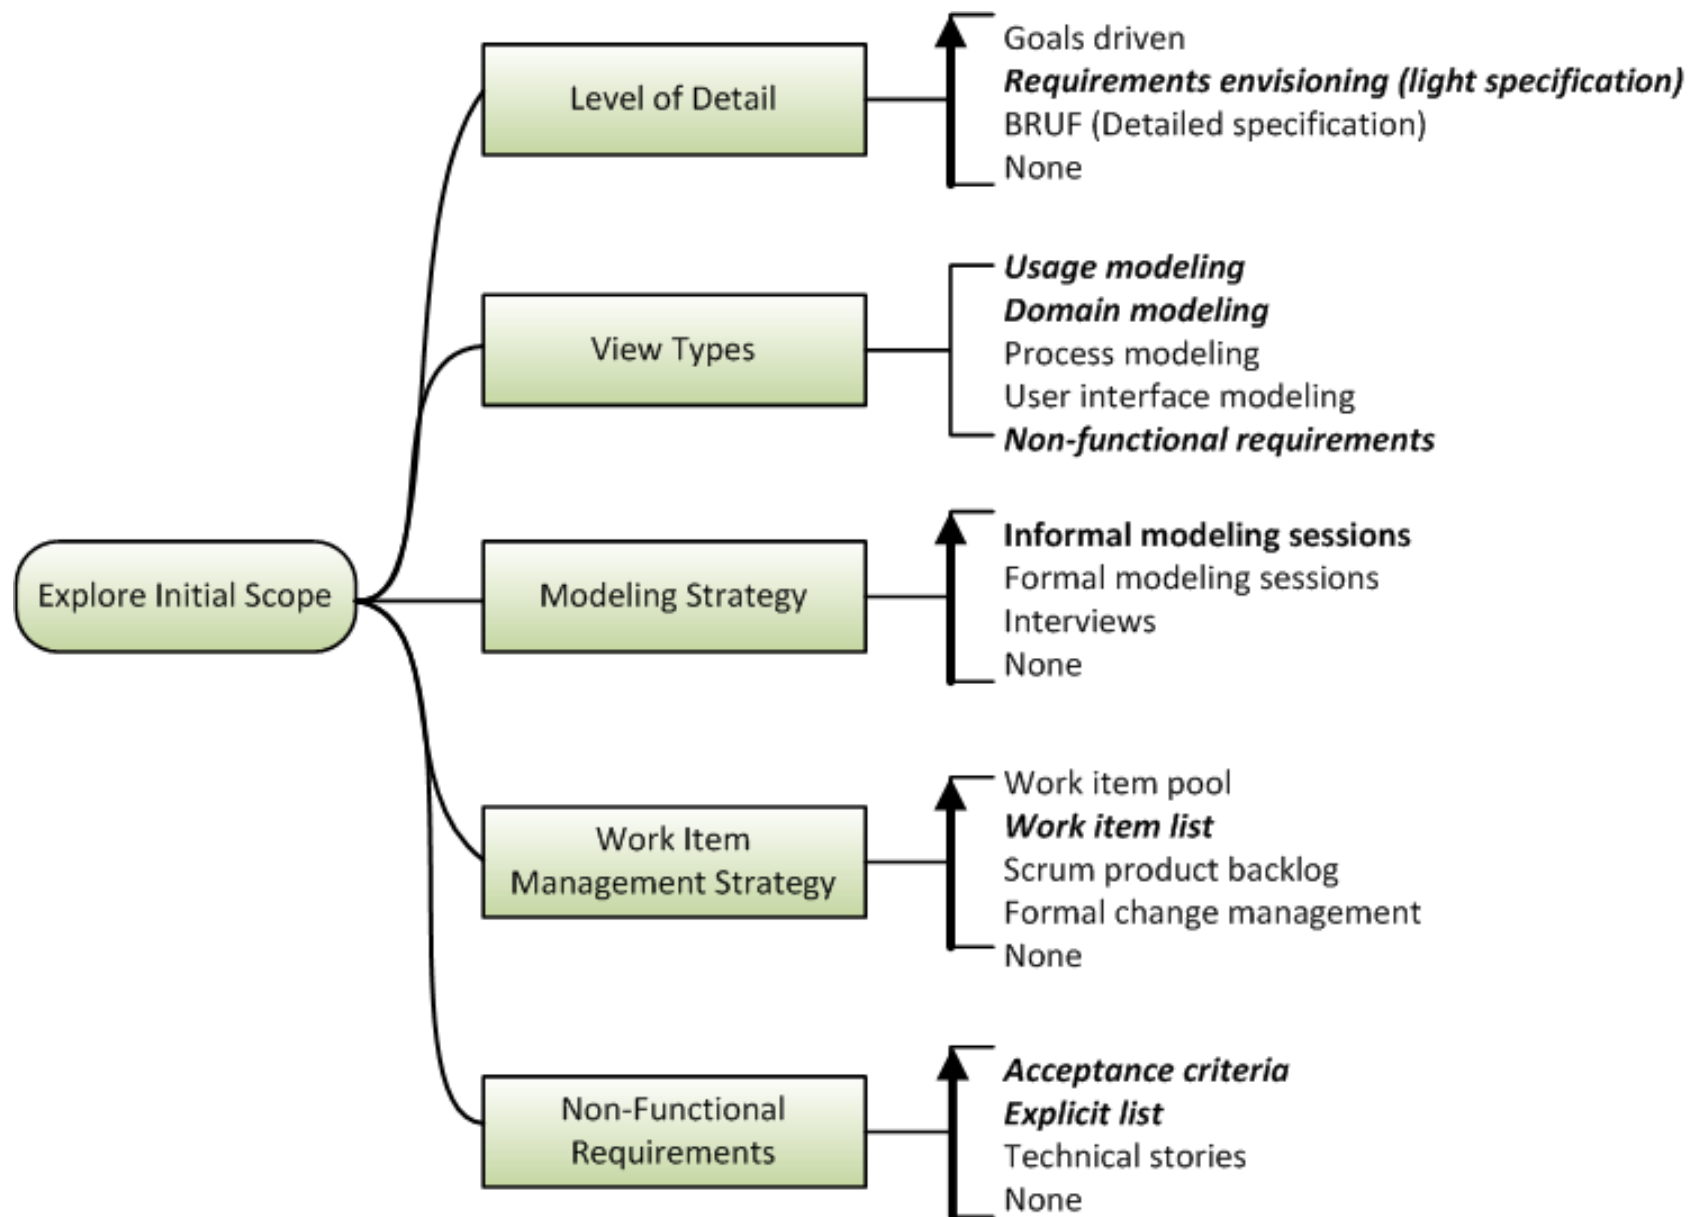 Explore Initial Scope
Level of Detail
Goals driven
Requirements envisioning (light specification)
BRUF (Detailed specification)
None
View Types
Usage modeling
Domain modeling
Process modeling
User interface modeling
Non-functional requirements
Modeling Strategy
Informal modeling sessions
Formal modeling sessions
Interviews
None
Work Item
Management Strategy
Work item pool
Work item list
Scrum product backlog
Formal change management
None
Non-Functional
Requirements
Acceptance criteria
Explicit list
Technical stories
None